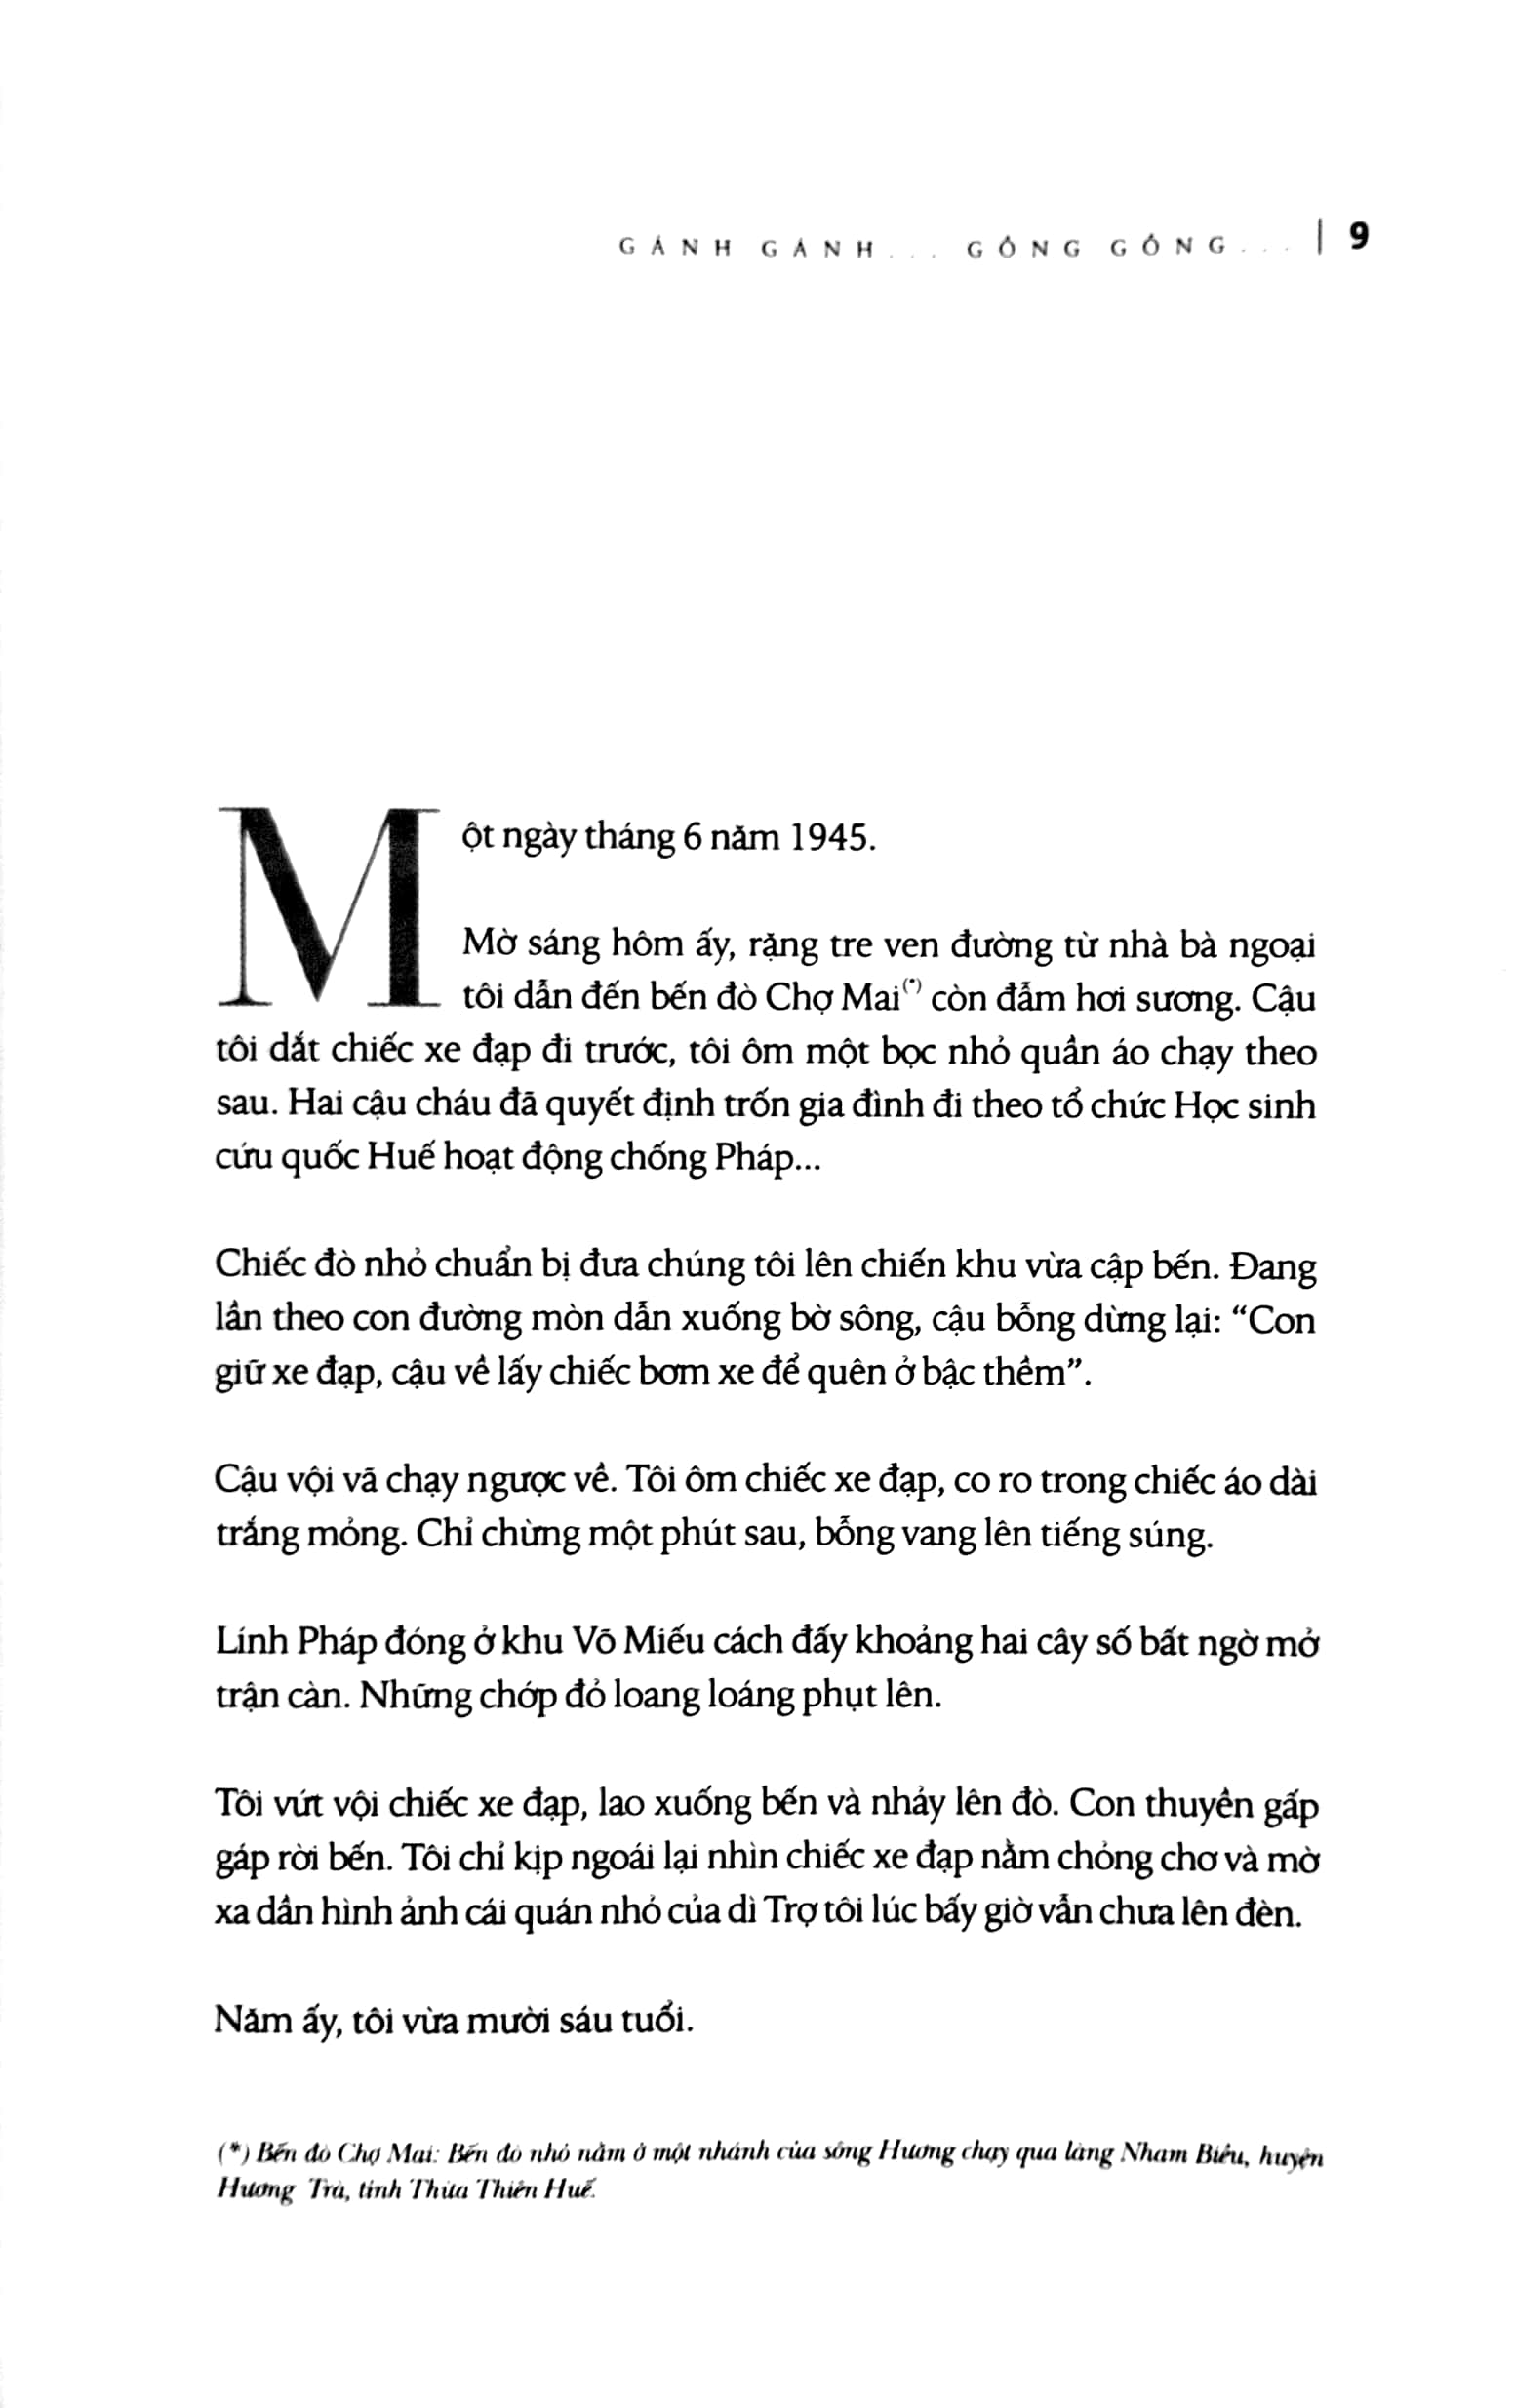 GÁNH GÁNH... GỒNG GỒNG... | 9
Một ngày tháng 6 năm 1945.
Mờ sáng hôm ấy, rặng tre ven đường từ nhà bà ngoại
tôi dẫn đến bến đò Chợ Mai(*) còn đẫm hơi sương. Cậu
tôi dắt chiếc xe đạp đi trước, tôi ôm một bọc nhỏ quần áo chạy theo
sau. Hai cậu cháu đã quyết định trốn gia đình đi theo tổ chức Học sinh
cứu quốc Huế hoạt động chống Pháp...
Chiếc đò nhỏ chuẩn bị đưa chúng tôi lên chiến khu vừa cập bến. Đang
lần theo con đường mòn dẫn xuống bờ sông, cậu bỗng dừng lại: “Con
giữ xe đạp, cậu về lấy chiếc bơm xe để quên ở bậc thềm”.
Cậu vội vã chạy ngược về. Tôi ôm chiếc xe đạp, co ro trong chiếc áo dài
trắng mỏng. Chỉ chừng một phút sau, bỗng vang lên tiếng súng.
Lính Pháp đóng ở khu Võ Miếu cách đấy khoảng hai cây số bất ngờ mở
trận càn. Những chớp đỏ loang loáng phụt lên.
Tôi vứt vội chiếc xe đạp, lao xuống bến và nhảy lên đò. Con thuyền gấp
gáp rời bến. Tôi chỉ kịp ngoái lại nhìn chiếc xe đạp nằm chỏng chơ và mờ
xa dần hình ảnh cái quán nhỏ của dì Trợ tôi lúc bấy giờ vẫn chưa lên đèn.
Năm ấy, tôi vừa mười sáu tuổi.
(*) Bến đò Chợ Mai: Bến đò nhỏ nằm ở một nhánh của sông Hương chạy qua làng Nham Biều, huyện
Hương Trà, tỉnh Thừa Thiên Huế.